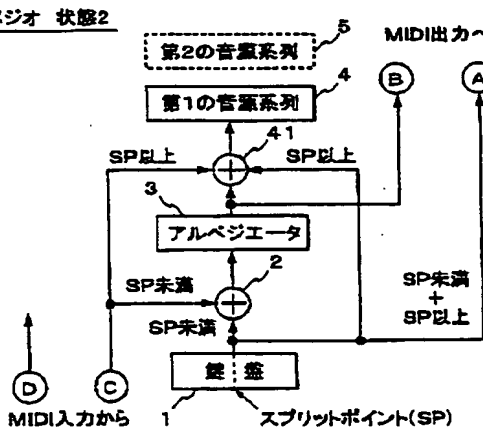 ジオ 状態2
5
MIDI出力へ
第2の音源系列
4
B
A
第1の音源系列
41
SP以上
SP以上
3
アルペジエータ
2
SP未満
SP未満
SP未満
+
SP以上
鍵盤
D
C
MIDI入力から
1
スプリットポイント(SP)